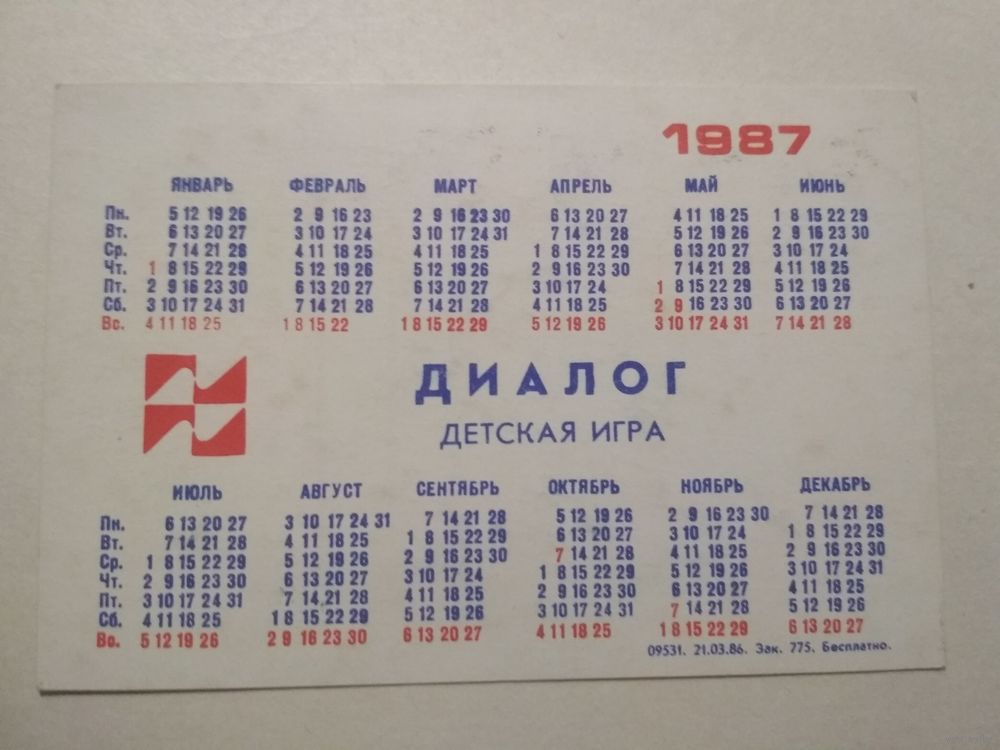 1987
ЯНВАРЬ ФЕВРАЛЬ МАРТ АПРЕЛЬ МАЙ ИЮНЬ
Пн. 5 12 19 26 2 9 16 23 2 9 16 23 30 6 13 20 27 4 11 18 25 1 8 15 22 29
Вт. 6 13 20 27 3 10 17 24 3 10 17 24 31 7 14 21 28 5 12 19 26 2 9 16 23 30
Ср. 7 14 21 28 4 11 18 25 4 11 18 25 1 8 15 22 29 6 13 20 27 3 10 17 24
Чт. 1 8 15 22 29 5 12 19 26 5 12 19 26 2 9 16 23 30 7 14 21 28 4 11 18 25
Пт. 2 9 16 23 30 6 13 20 27 6 13 20 27 3 10 17 24 1 8 15 22 29 5 12 19 26
Сб. 3 10 17 24 31 7 14 21 28 7 14 21 28 4 11 18 25 2 9 16 23 30 6 13 20 27
Вс. 4 11 18 25 1 8 15 22 1 8 15 22 29 5 12 19 26 3 10 17 24 31 7 14 21 28
ДИАЛОГ
ДЕТСКАЯ ИГРА
ИЮЛЬ АВГУСТ СЕНТЯБРЬ ОКТЯБРЬ НОЯБРЬ ДЕКАБРЬ
Пн. 6 13 20 27 3 10 17 24 31 7 14 21 28 5 12 19 26 2 9 16 23 30 7 14 21 28
Вт. 7 14 21 28 4 11 18 25 1 8 15 22 29 6 13 20 27 3 10 17 24 1 8 15 22 29
Ср. 1 8 15 22 29 5 12 19 26 2 9 16 23 30 7 14 21 28 4 11 18 25 2 9 16 23 30
Чт. 2 9 16 23 30 6 13 20 27 3 10 17 24 1 8 15 22 29 5 12 19 26 3 10 17 24 31
Пт. 3 10 17 24 31 7 14 21 28 4 11 18 25 2 9 16 23 30 6 13 20 27 4 11 18 25
Сб. 4 11 18 25 1 8 15 22 29 5 12 19 26 3 10 17 24 31 7 14 21 28 5 12 19 26
Вс. 5 12 19 26 2 9 16 23 30 6 13 20 27 4 11 18 25 1 8 15 22 29 6 13 20 27
09531. 21.03.86. Зак. 775. Бесплатно.